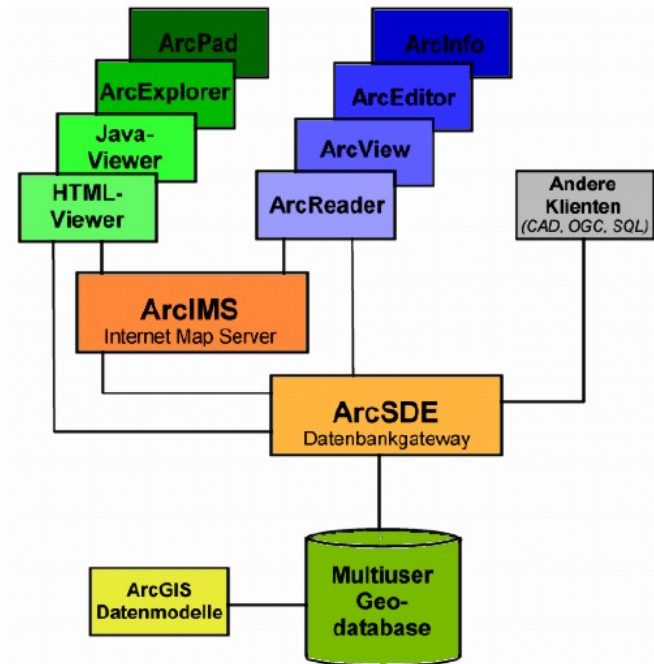 ArcPad
ArcInfo
ArcExplorer
ArcEditor
Java-
Viewer
ArcView
HTML-
Viewer
ArcReader
Andere
Klienten
(CAD, OGC, SQL)
ArcIMS
Internet Map Server
ArcSDE
Datenbankgateway
ArcGIS
Datenmodelle
Multiuser
Geo-
database